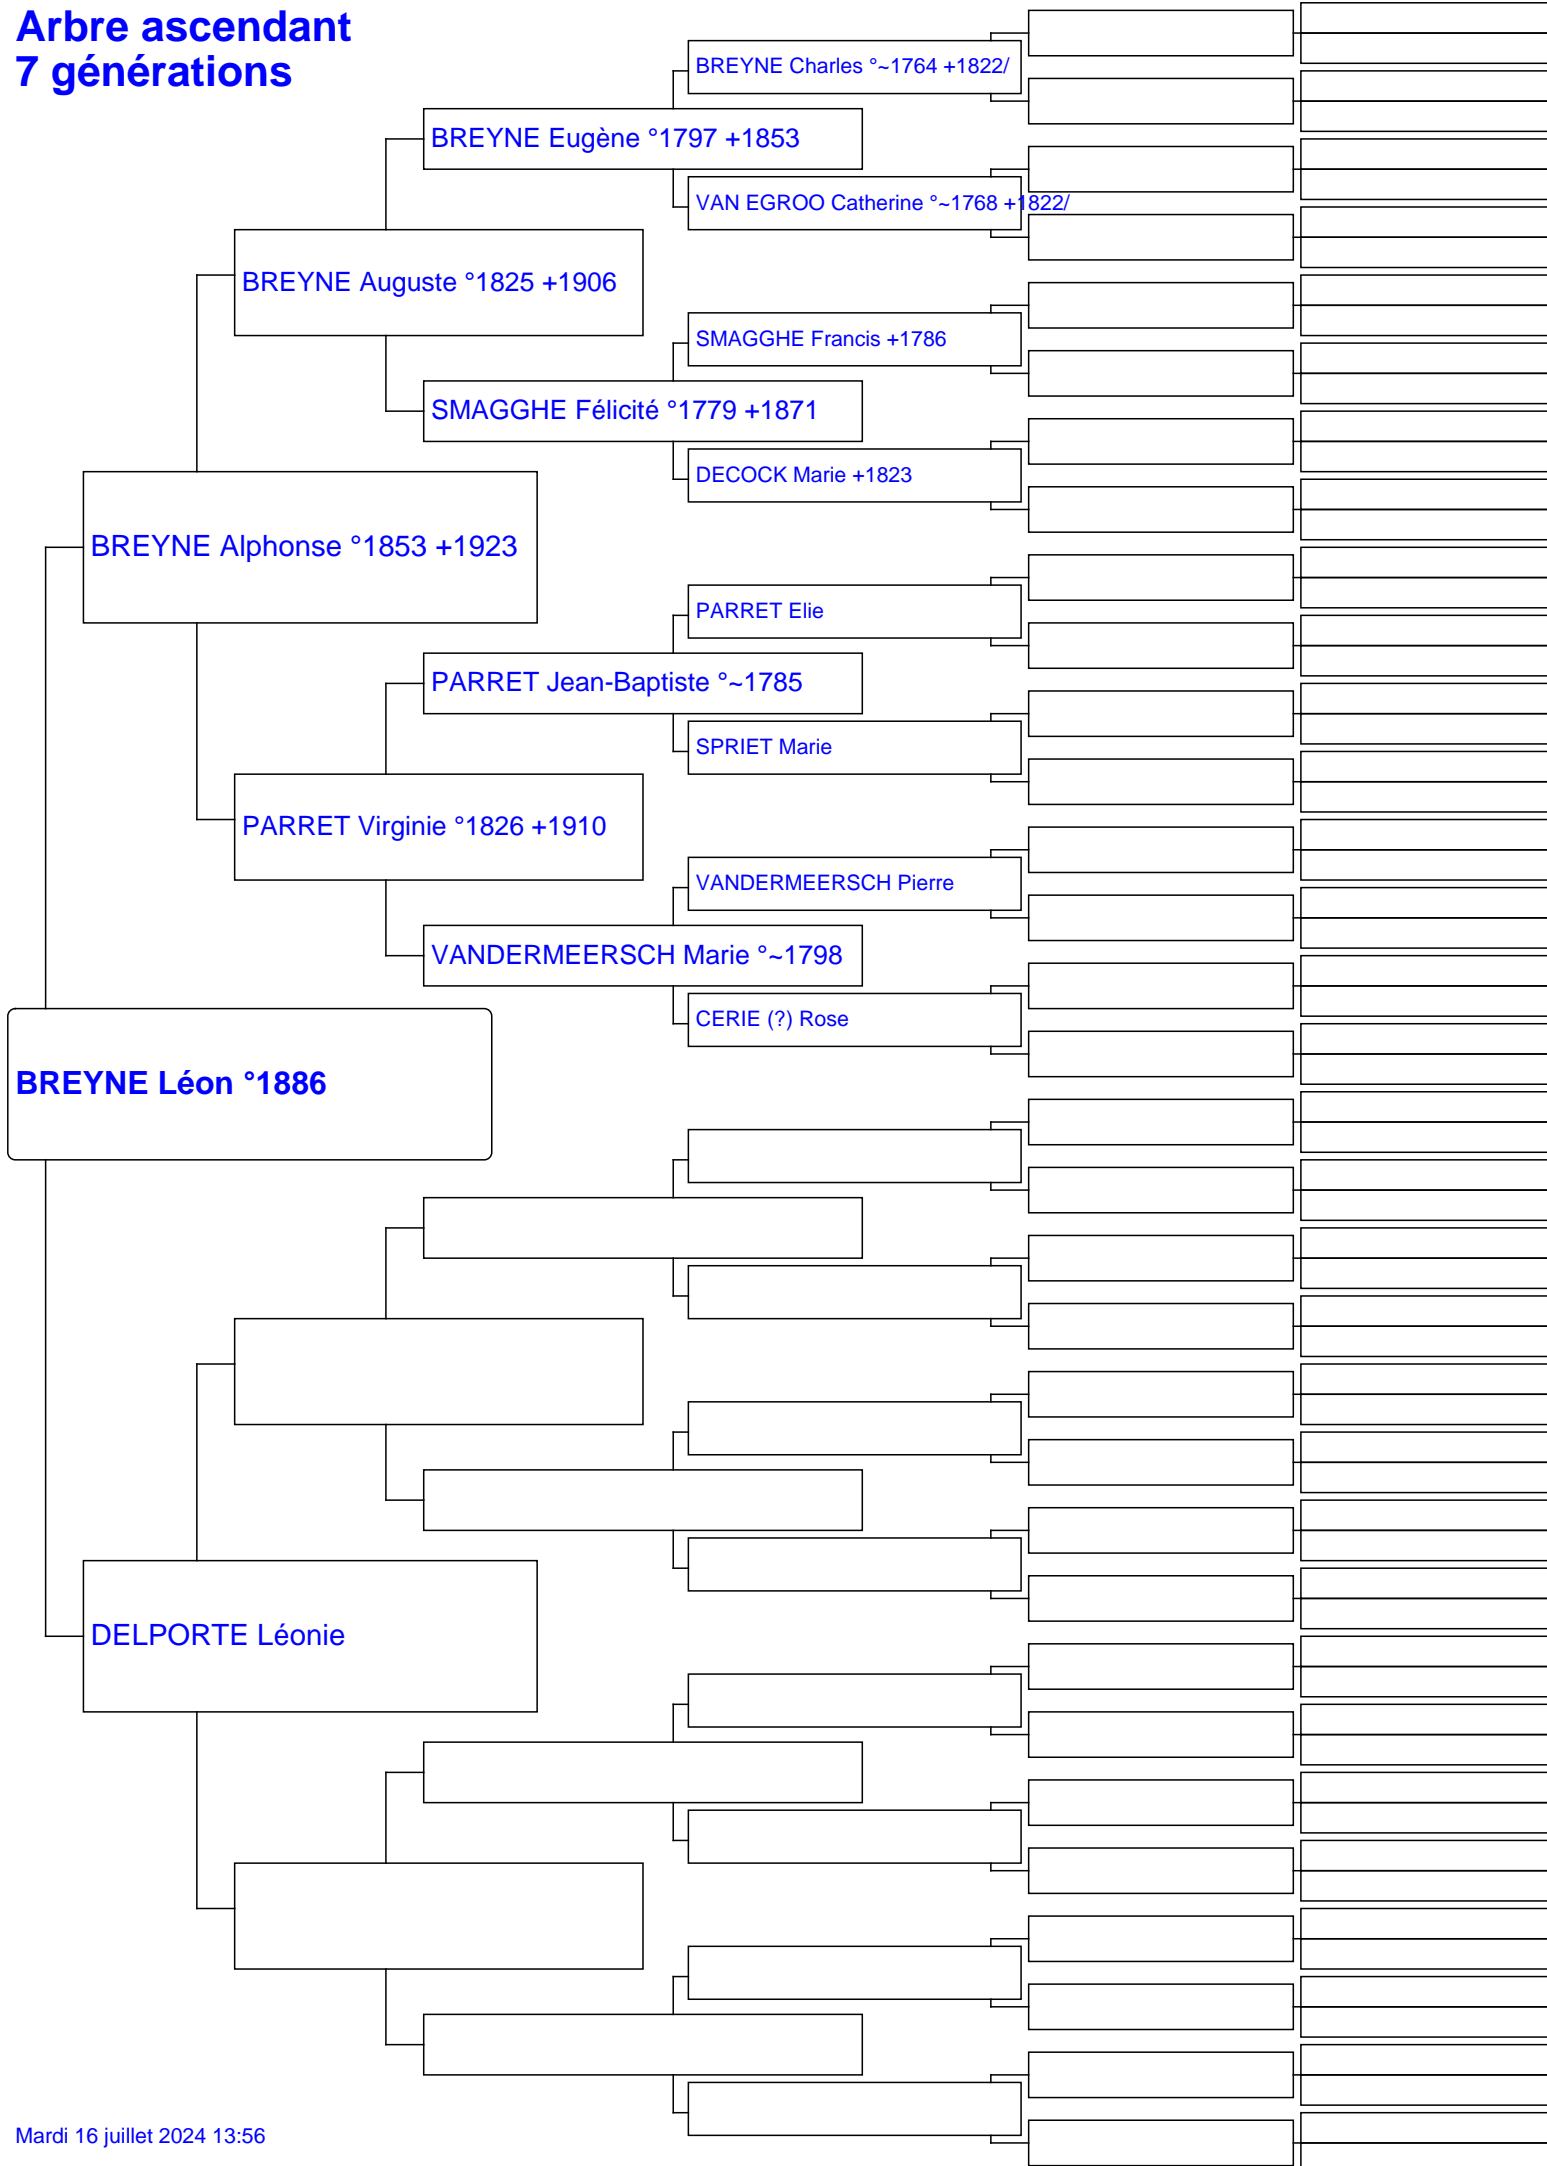 Arbre ascendant
7 générations
BREYNE Charles °~1764 +1822/
BREYNE Eugène °1797 +1853
VAN EGROO Catherine °~1768 +1822/
BREYNE Auguste °1825 +1906
SMAGGHE Francis +1786
SMAGGHE Félicité °1779 +1871
DECOCK Marie +1823
BREYNE Alphonse °1853 +1923
PARRET Elie
PARRET Jean-Baptiste °~1785
SPRIET Marie
PARRET Virginie °1826 +1910
VANDERMEERSCH Pierre
VANDERMEERSCH Marie °~1798
CERIE (?) Rose
BREYNE Léon °1886
DELPORTE Léonie
Mardi 16 juillet 2024 13:56